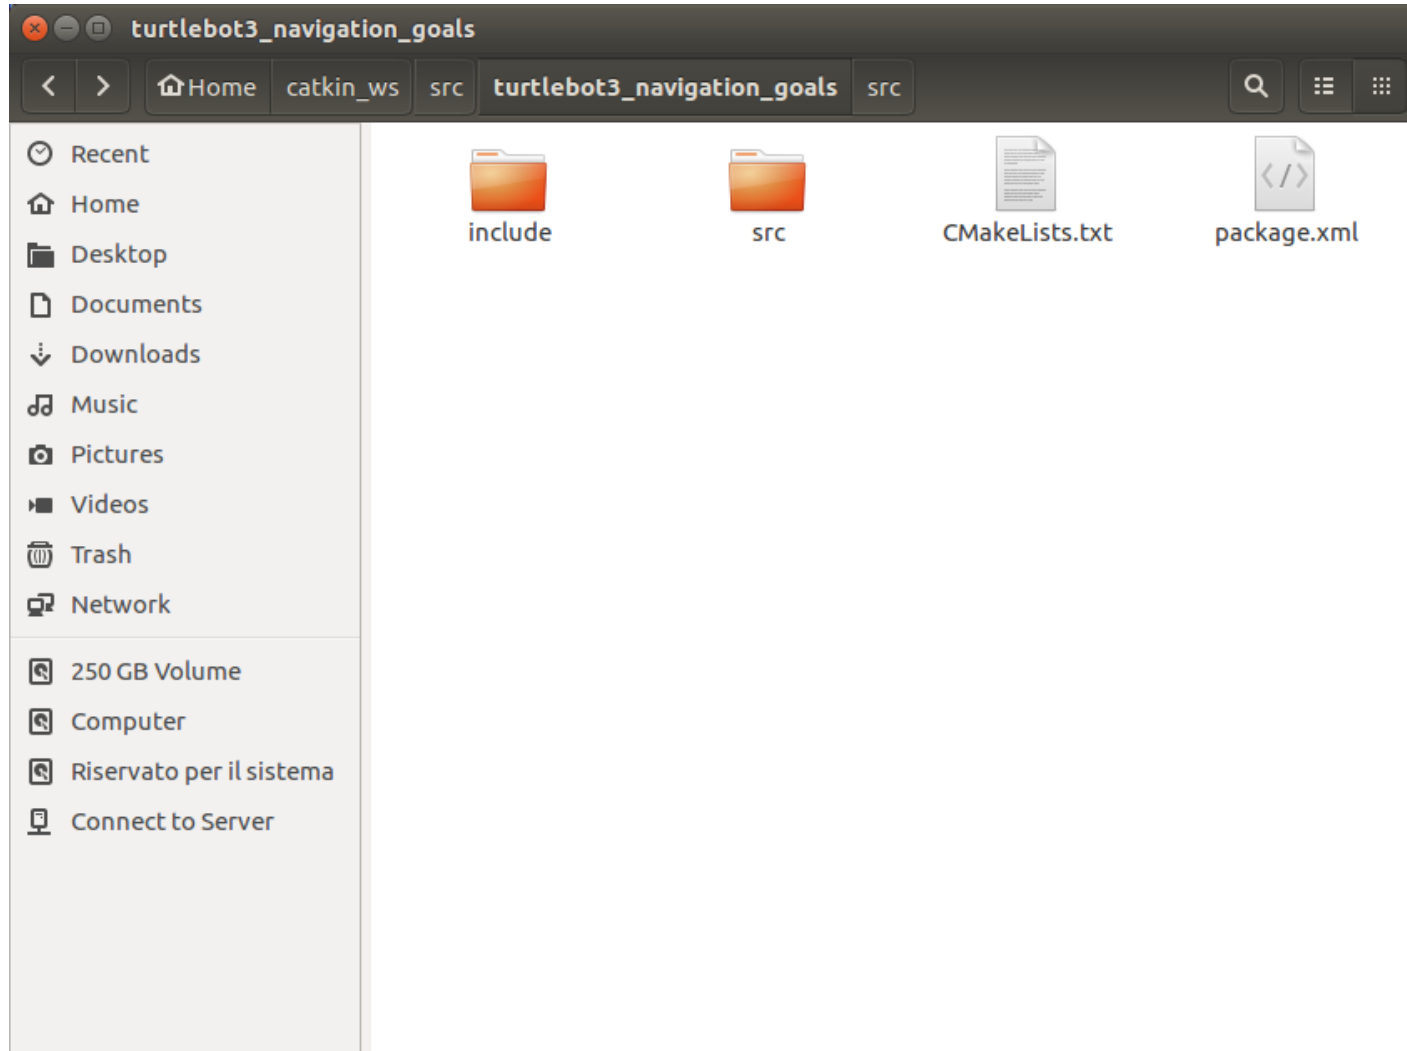 turtlebot3_navigation_goals
Home catkin_ws src turtlebot3_navigation_goals src
Recent
Home
Desktop
Documents
Downloads
Music
Pictures
Videos
Trash
Network
250 GB Volume
Computer
Riservato per il sistema
Connect to Server
include src CMakeLists.txt package.xml